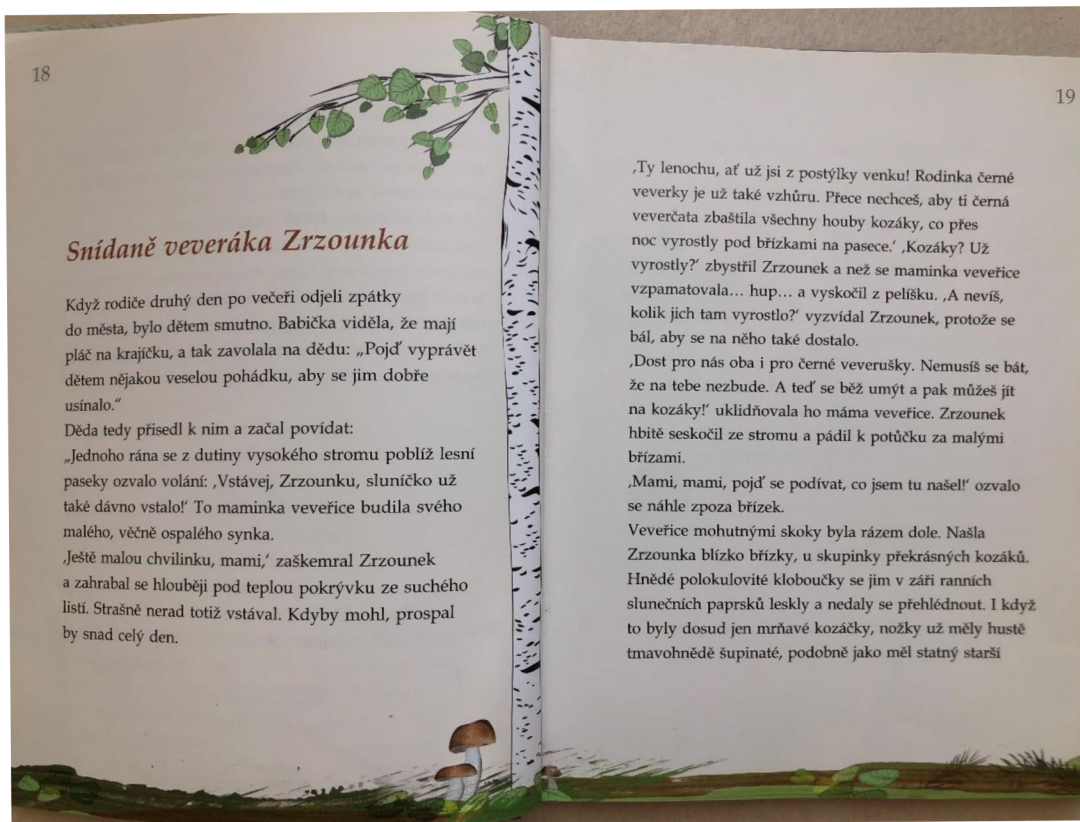 18
Snídaně veveráka Zrzounka
Když rodiče druhý den po večeři odjeli zpátky
do města, bylo dětem smutno. Babička viděla, že mají
pláč na krajíčku, a tak zavolala na dědu: „Pojď vyprávět
dětem nějakou veselou pohádku, aby se jim dobře
usínalo.“
Děda tedy přisedl k nim a začal povídat:
„Jednoho rána se z dutiny vysokého stromu poblíž lesní
paseky ozvalo volání: ‚Vstávej, Zrzounku, sluníčko už
také dávno vstalo!‘ To maminka veveřice budila svého
malého, věčně ospalého synka.
‚Ještě malou chvilinku, mami,‘ zaškemral Zrzounek
a zahrabal se hlouběji pod teplou pokrývku ze suchého
listí. Strašně nerad totiž vstával. Kdyby mohl, prospal
by snad celý den.
19
‚Ty lenochu, ať už jsi z postýlky venku! Rodinka černé
veverky je už také vzhůru. Přece nechceš, aby ti černá
veverčata zbaštila všechny houby kozáky, co přes
noc vyrostly pod břízkami na pasece.‘ ‚Kozáky? Už
vyrostly?‘ zbystřil Zrzounek a než se maminka veveřice
vzpamatovala… hup… a vyskočil z pelíšku. ‚A nevíš,
kolik jich tam vyrostlo?‘ vyzvídal Zrzounek, protože se
bál, aby se na něho také dostalo.
‚Dost pro nás oba i pro černé veverušky. Nemusíš se bát,
že na tebe nezbude. A teď se běž umýt a pak můžeš jít
na kozáky!‘ uklidňovala ho máma veveřice. Zrzounek
hbitě seskočil ze stromu a pádil k potůčku za malými
břízami.
‚Mami, mami, pojď se podívat, co jsem tu našel!‘ ozvalo
se náhle zpoza břízek.
Veveřice mohutnými skoky byla rázem dole. Našla
Zrzounka blízko břízky, u skupinky překrásných kozáků.
Hnědé polokulovité kloboučky se jim v záři ranních
slunečních paprsků leskly a nedaly se přehlédnout. I když
to byly dosud jen mrňavé kozáčky, nožky už měly hustě
tmavohnědě šupinaté, podobně jako měl statný starší